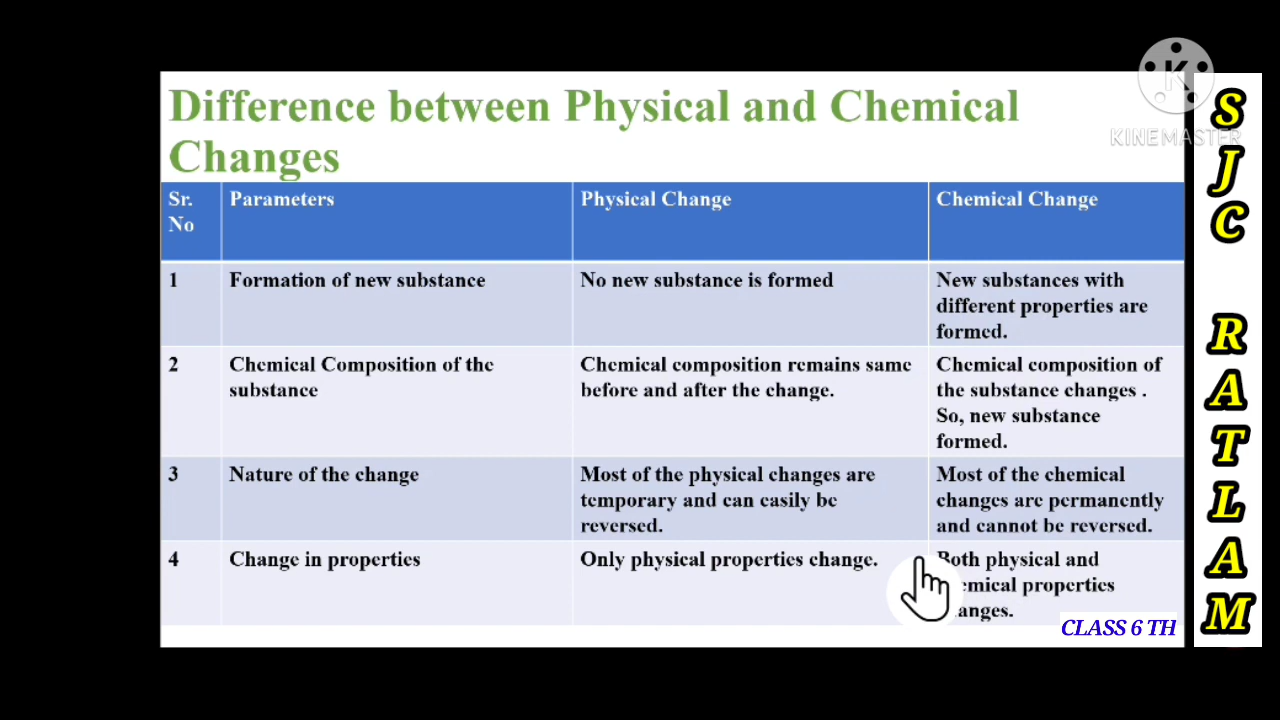 Difference between Physical and Chemical
Changes
Sr.
No
Parameters
Physical Change
Chemical Change
1
Formation of new substance
No new substance is formed
New substances with
different properties are
formed.
2
Chemical Composition of the
substance
Chemical composition remains same
before and after the change.
Chemical composition of
the substance changes .
So, new substance
formed.
3
Nature of the change
Most of the physical changes are
temporary and can easily be
reversed.
Most of the chemical
changes are permanently
and cannot be reversed.
4
Change in properties
Only physical properties change.
Both physical and
properties
CLASS 6 TH
K
KINEMASTER
SJC
RATLAM